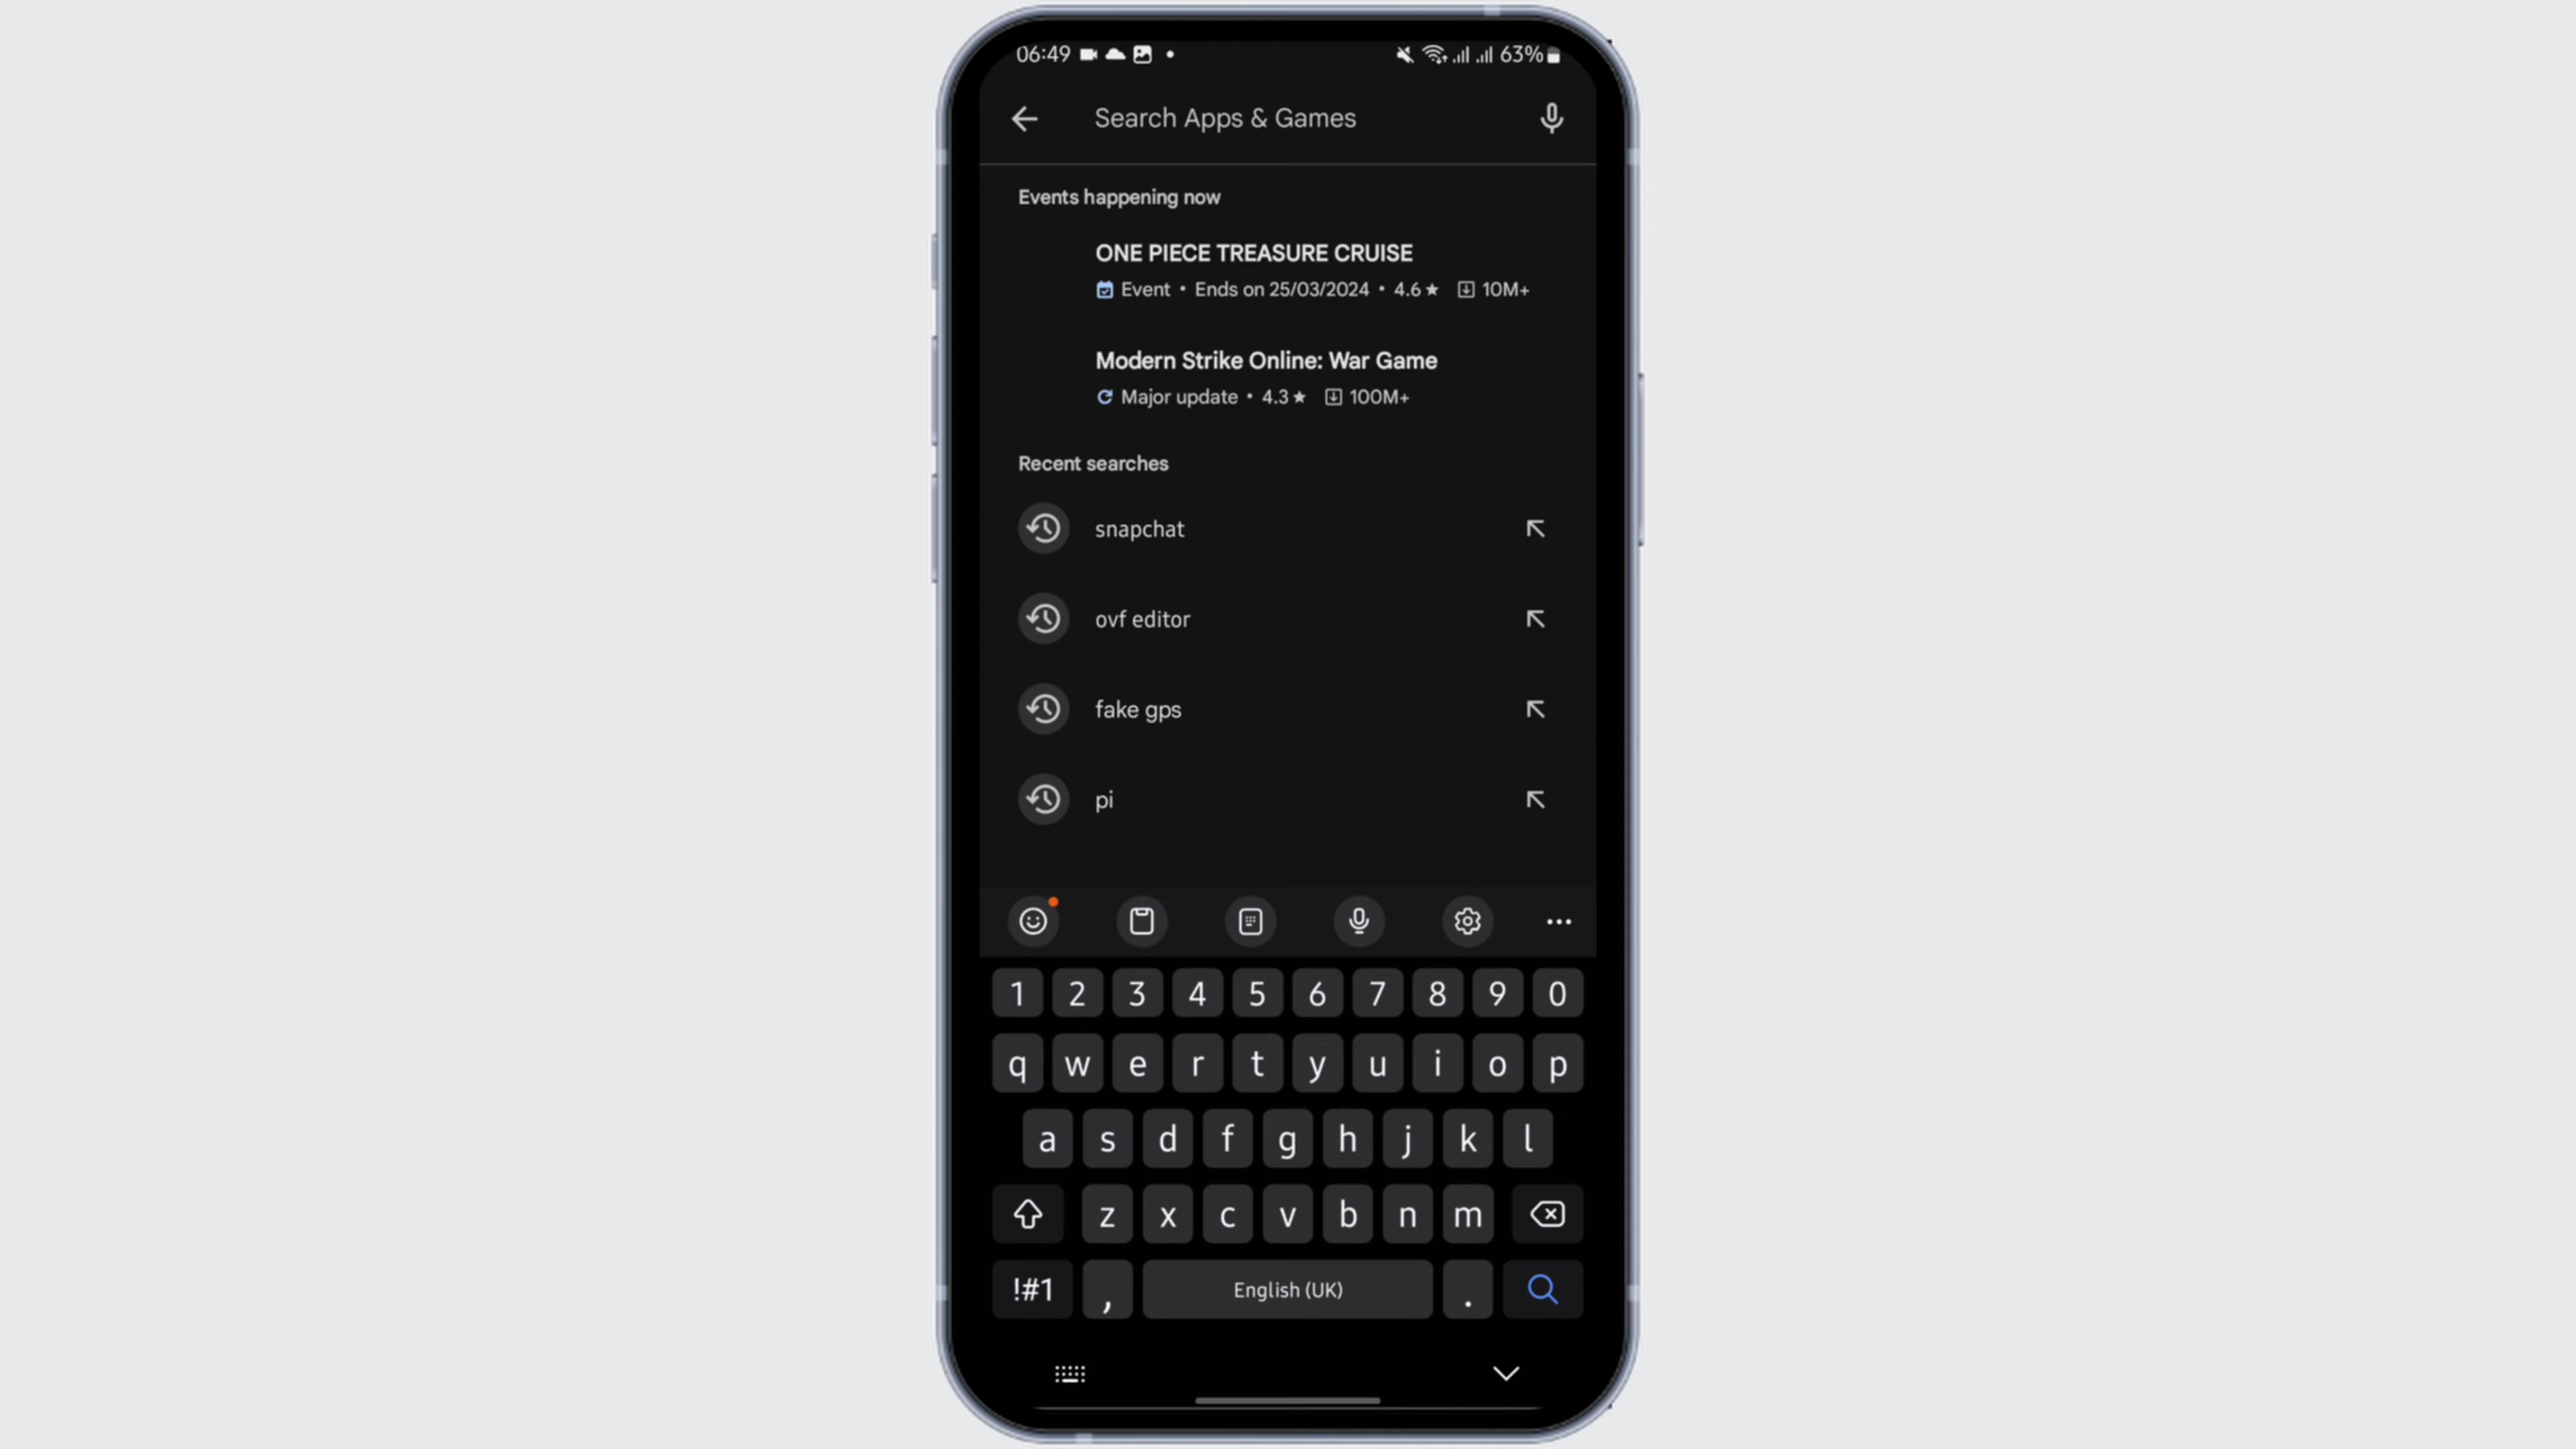 06:49 63%
Search Apps & Games
Events happening now
ONE PIECE TREASURE CRUISE
Event • Ends on 25/03/2024 • 4.6★ 10M+
Modern Strike Online: War Game
Major update • 4.3★ 100M+
Recent searches
snapchat
ovf editor
fake gps
pi
1 2 3 4 5 6 7 8 9 0
q w e r t y u i o p
a s d f g h j k l
z x c v b n m
!#1 , English (UK) .